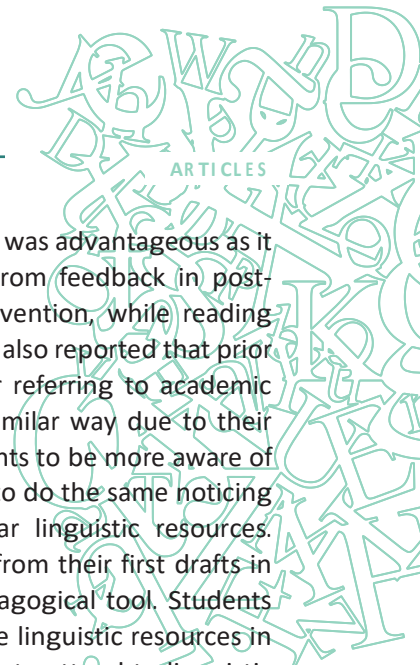 ARTICLES
was advantageous as it
rom feedback in post-
vention, while reading
also reported that prior
r referring to academic
milar way due to their
nts to be more aware of
to do the same noticing
ar linguistic resources.
from their first drafts in
dagogical tool. Students
e linguistic resources in